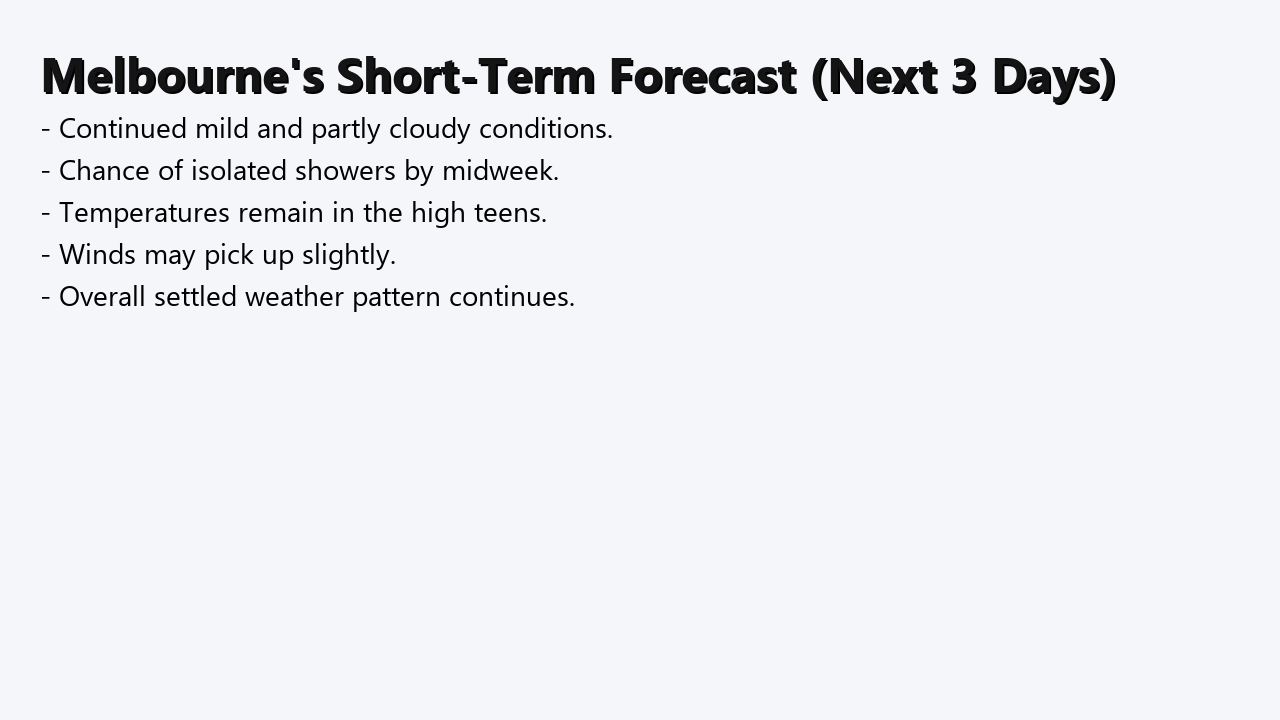 Melbourne's Short-Term Forecast (Next 3 Days)
- Continued mild and partly cloudy conditions.
- Chance of isolated showers by midweek.
- Temperatures remain in the high teens.
- Winds may pick up slightly.
- Overall settled weather pattern continues.